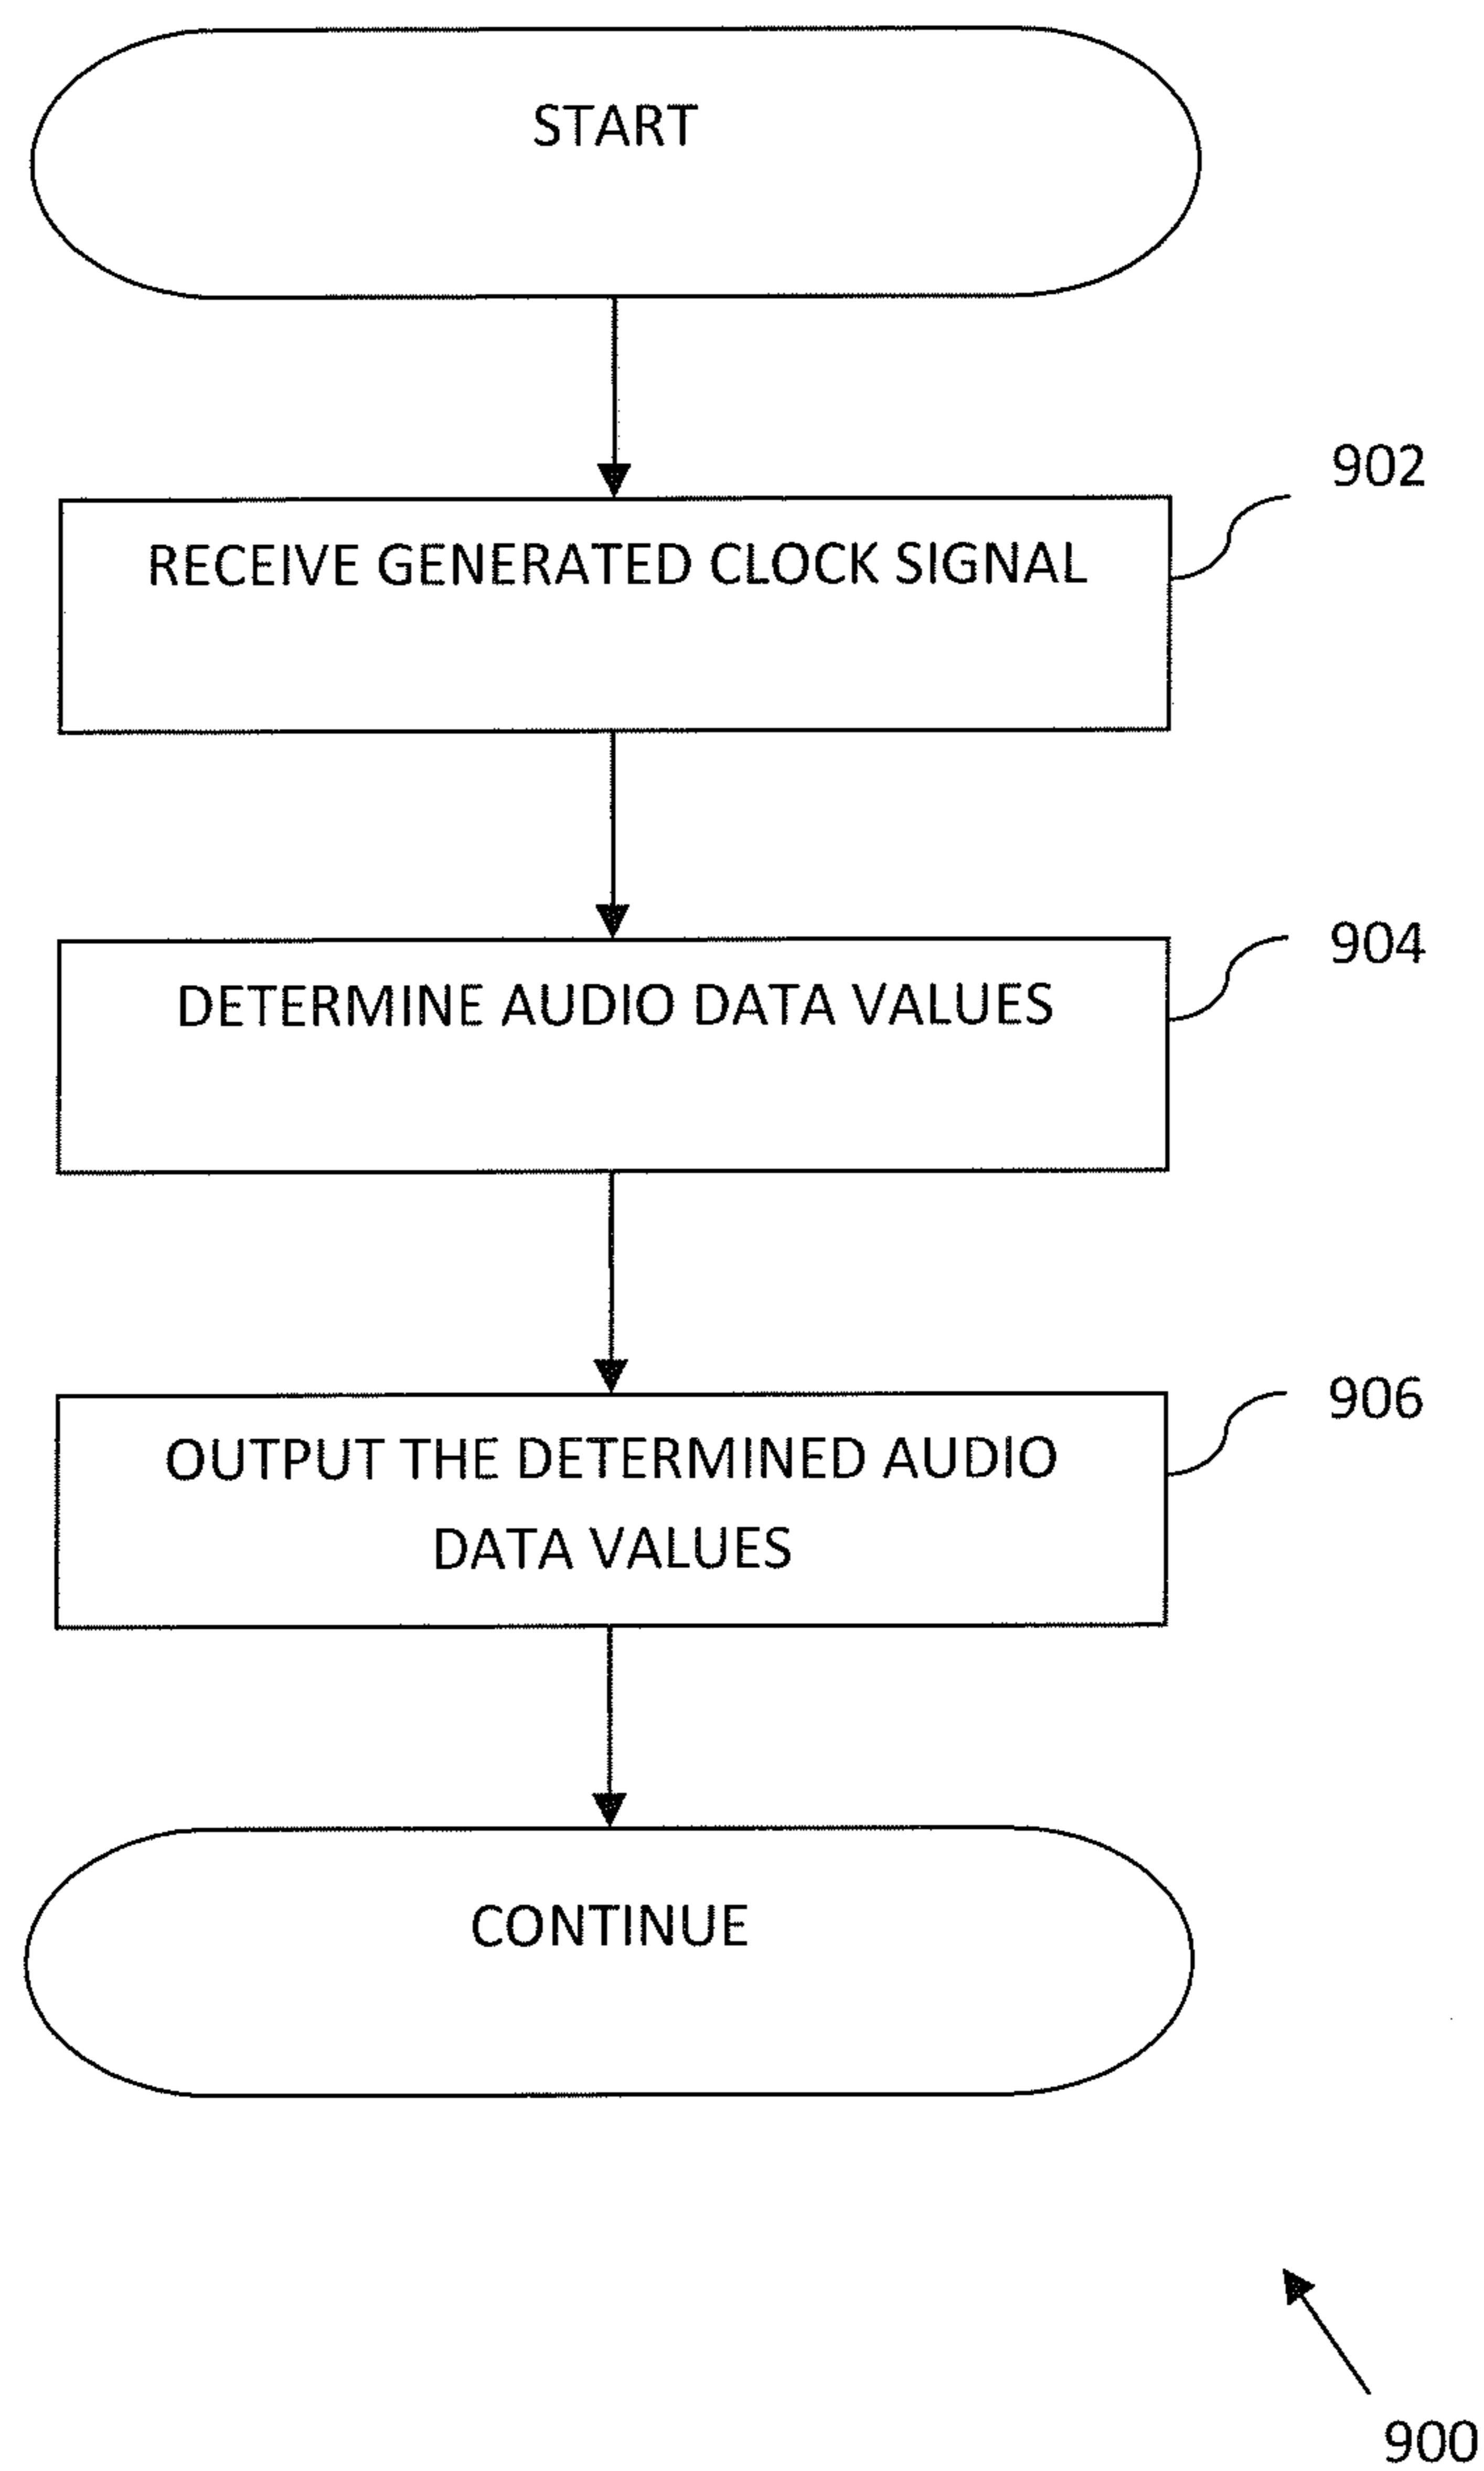 START
902
RECEIVE GENERATED CLOCK SIGNAL
904
DETERMINE AUDIO DATA VALUES
906
OUTPUT THE DETERMINED AUDIO
DATA VALUES
CONTINUE
900